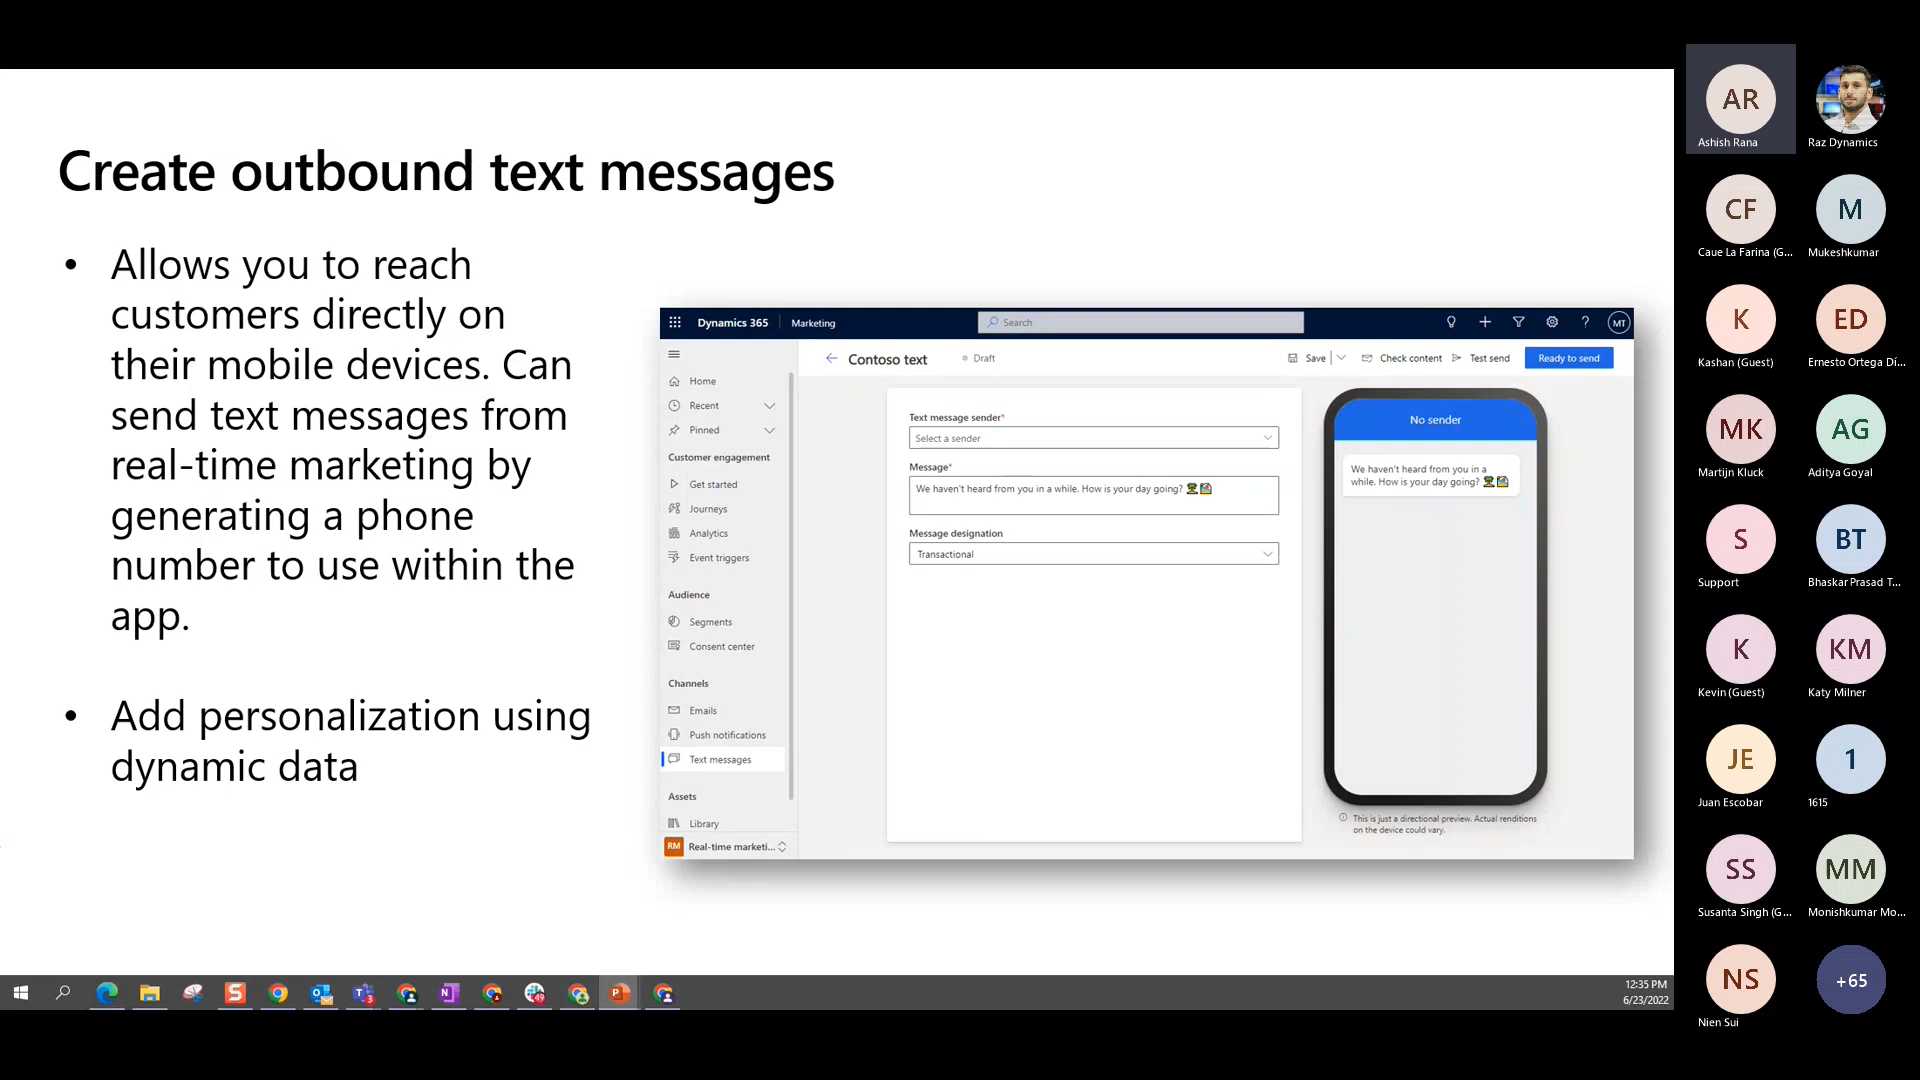 Create outbound text messages
• Allows you to reach
customers directly on
their mobile devices. Can
send text messages from
real-time marketing by
generating a phone
number to use within the
app.
• Add personalization using
dynamic data
Dynamics 365
Marketing
Search
?
MT
Home
Recent
Pinned
Customer engagement
Get started
Journeys
Analytics
Event triggers
Audience
Segments
Consent center
Channels
Emails
Push notifications
Text messages
Assets
Library
RM Real-time marketi...
Contoso text
Draft
Save
Check content
Test send
Ready to send
Text message sender*
Select a sender
Message*
We haven't heard from you in a while. How is your day going?
Message designation
Transactional
No sender
We haven't heard from you in a
while. How is your day going?
This is just a directional preview. Actual renditions
on the device could vary.
12:35 PM
6/23/2022
AR
Ashish Rana
Raz Dynamics
CF
Caue La Farina (G...
M
Mukeshkumar
K
Kashan (Guest)
ED
Ernesto Ortega Dí...
MK
Martijn Kluck
AG
Aditya Goyal
S
Support
BT
Bhaskar Prasad T...
K
Kevin (Guest)
KM
Katy Milner
JE
Juan Escobar
1
1615
SS
Susanta Singh (G...
MM
Monishkumar Mo...
NS
Nien Sui
+65